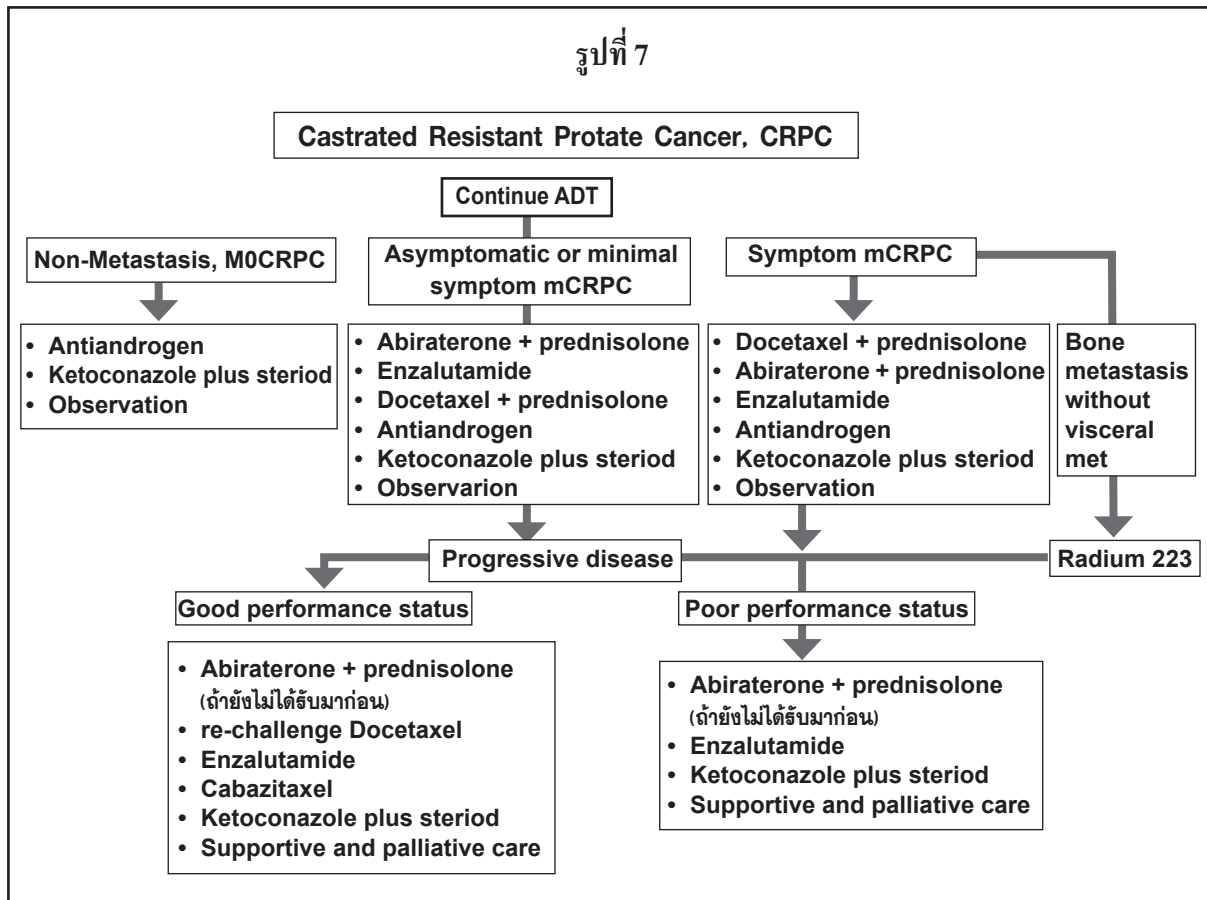 รูปที่ 7
Castrated Resistant Protate Cancer, CRPC
Continue ADT
Non-Metastasis, M0CRPC
Asymptomatic or minimal
symptom mCRPC
Symptom mCRPC
• Antiandrogen
• Ketoconazole plus steriod
• Observation
• Abiraterone + prednisolone
• Enzalutamide
• Docetaxel + prednisolone
• Antiandrogen
• Ketoconazole plus steriod
• Observarion
• Docetaxel + prednisolone
• Abiraterone + prednisolone
• Enzalutamide
• Antiandrogen
• Ketoconazole plus steriod
• Observation
Bone
metastasis
without
visceral
met
Progressive disease
Radium 223
Good performance status
Poor performance status
• Abiraterone + prednisolone
(ถ้ายังไม่ได้รับมาก่อน)
• re-challenge Docetaxel
• Enzalutamide
• Cabazitaxel
• Ketoconazole plus steriod
• Supportive and palliative care
• Abiraterone + prednisolone
(ถ้ายังไม่ได้รับมาก่อน)
• Enzalutamide
• Ketoconazole plus steriod
• Supportive and palliative care